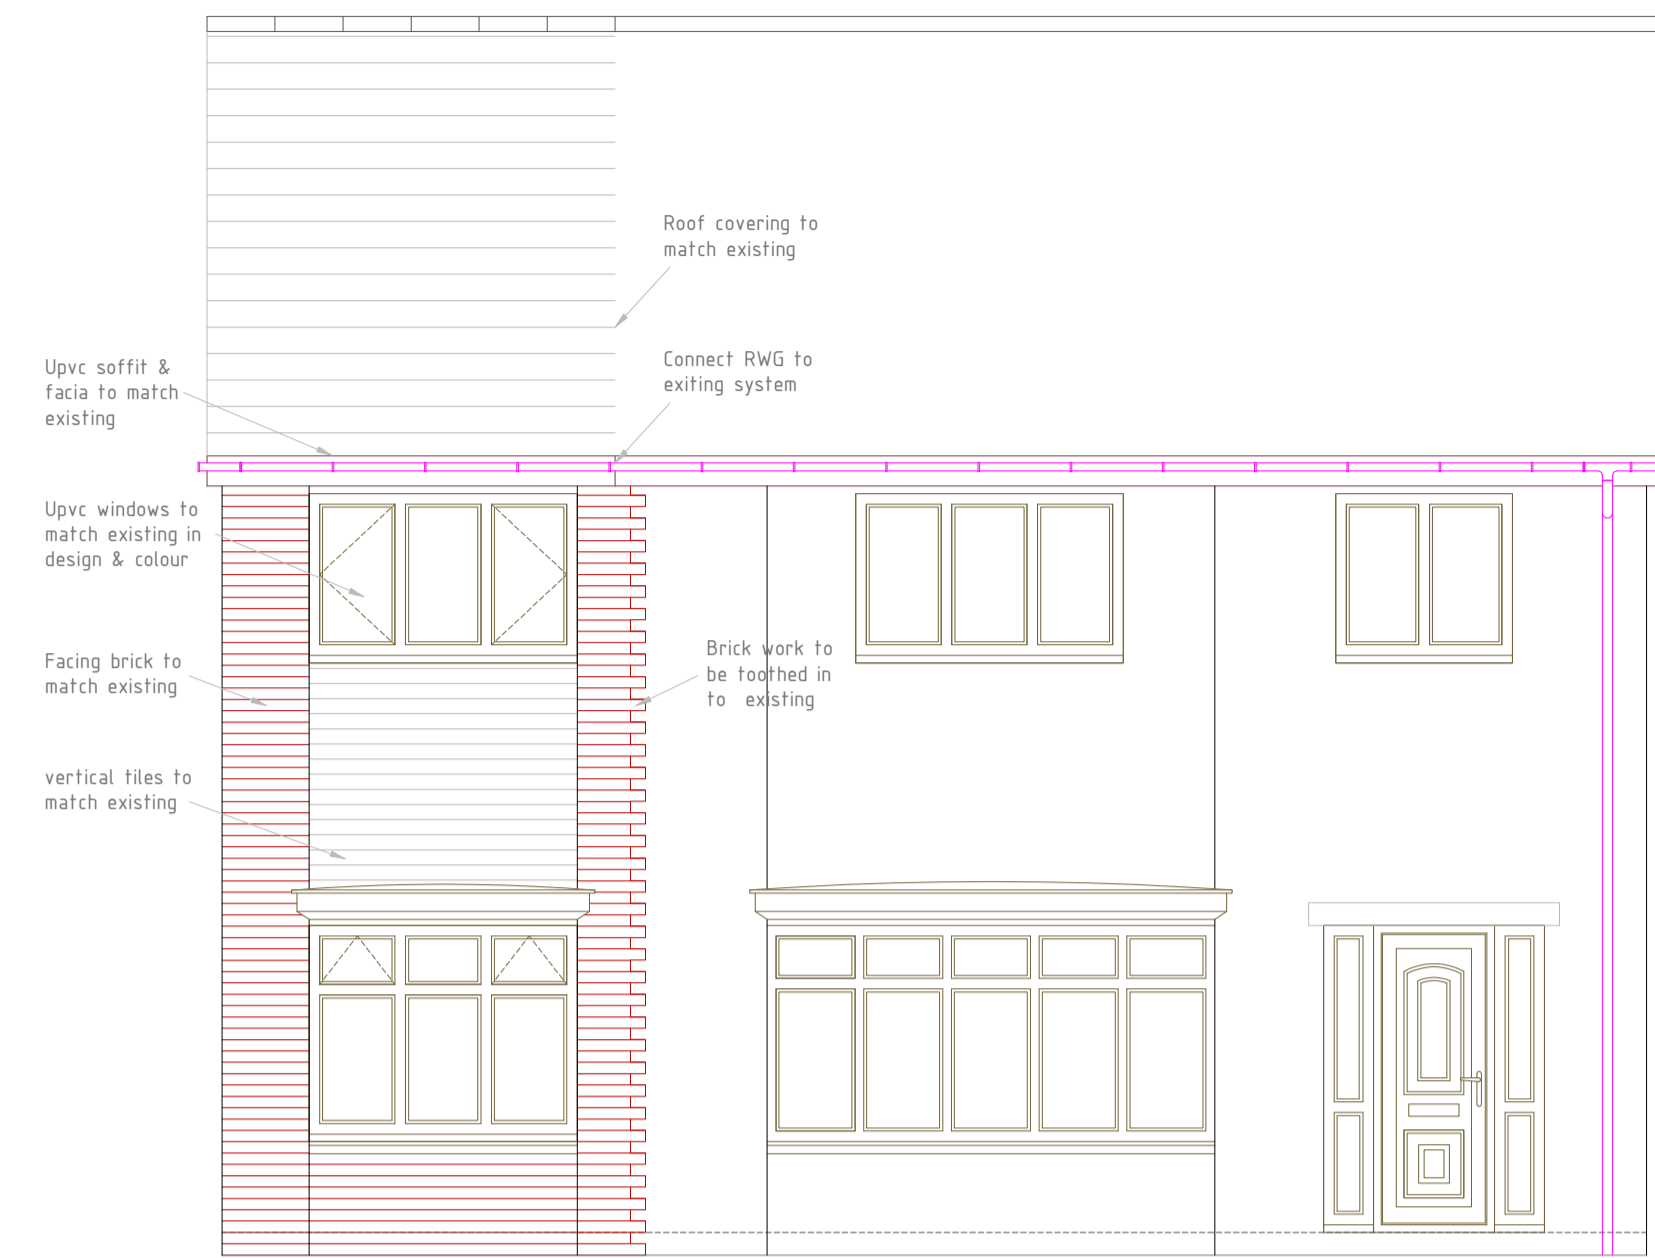 Roof covering to
match existing
Connect RWG to
exiting system
Upvc soffit &
facia to match
existing
Upvc windows to
match existing in
design & colour
Brick work to
be toothed in
to existing
Facing brick to
match existing
vertical tiles to
match existing